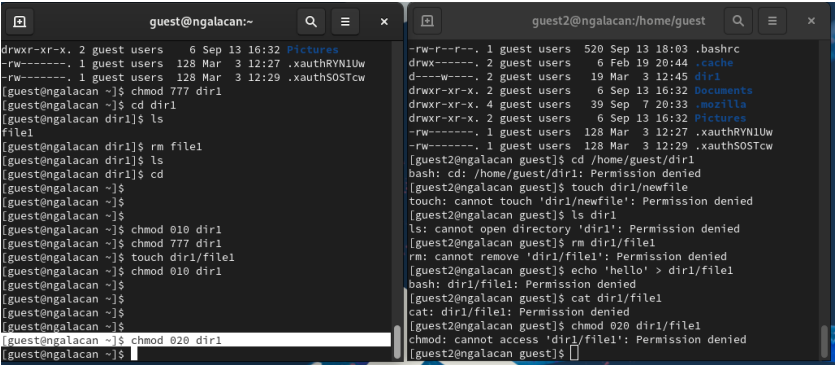 guest@ngalacan:~
drwxr-xr-x. 2 guest users    6 Sep 13 16:32 Pictures
-rw-------. 1 guest users  128 Mar  3 12:27 .xauthRYN1Uw
-rw-------. 1 guest users  128 Mar  3 12:29 .xauthSOSTcw
[guest@ngalacan ~]$ chmod 777 dir1
[guest@ngalacan ~]$ cd dir1
[guest@ngalacan dir1]$ ls
file1
[guest@ngalacan dir1]$ rm file1
[guest@ngalacan dir1]$ ls
[guest@ngalacan dir1]$ cd
[guest@ngalacan ~]$
[guest@ngalacan ~]$
[guest@ngalacan ~]$
[guest@ngalacan ~]$ chmod 010 dir1
[guest@ngalacan ~]$ chmod 777 dir1
[guest@ngalacan ~]$ touch dir1/file1
[guest@ngalacan ~]$ chmod 010 dir1
[guest@ngalacan ~]$
[guest@ngalacan ~]$
[guest@ngalacan ~]$
[guest@ngalacan ~]$
[guest@ngalacan ~]$ chmod 020 dir1
[guest@ngalacan ~]$
guest2@ngalacan:/home/guest
-rw-r--r--. 1 guest users  520 Sep 13 18:03 .bashrc
drwx------. 2 guest users    6 Feb 19 20:44 .cache
d----w----. 2 guest users   19 Mar  3 12:45 dir1
drwxr-xr-x. 2 guest users    6 Sep 13 16:32 Documents
drwxr-xr-x. 4 guest users   39 Sep  7 20:33 .mozilla
drwxr-xr-x. 2 guest users    6 Sep 13 16:32 Pictures
-rw-------. 1 guest users  128 Mar  3 12:27 .xauthRYN1Uw
-rw-------. 1 guest users  128 Mar  3 12:29 .xauthSOSTcw
[guest2@ngalacan guest]$ cd /home/guest/dir1
bash: cd: /home/guest/dir1: Permission denied
[guest2@ngalacan guest]$ touch dir1/newfile
touch: cannot touch 'dir1/newfile': Permission denied
[guest2@ngalacan guest]$ ls dir1
ls: cannot open directory 'dir1': Permission denied
[guest2@ngalacan guest]$ rm dir1/file1
rm: cannot remove 'dir1/file1': Permission denied
[guest2@ngalacan guest]$ echo 'hello' > dir1/file1
bash: dir1/file1: Permission denied
[guest2@ngalacan guest]$ cat dir1/file1
cat: dir1/file1: Permission denied
[guest2@ngalacan guest]$ chmod 020 dir1/file1
chmod: cannot access 'dir1/file1': Permission denied
[guest2@ngalacan guest]$